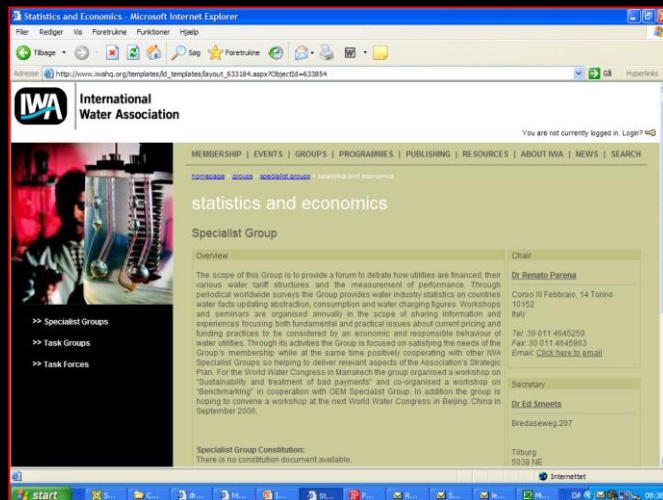 Statistics and Economics - Microsoft Internet Explorer
Filer Rediger Vis Foretrukne Funktioner Hjælp
Tilbage Søg Foretrukne
Adresse http://www.iwahq.org/templates/ld_templates/layout_633184.aspx?ObjectId=633854 Gå Hyperlinks
IWA International
Water Association
You are not currently logged in. Login?
MEMBERSHIP | EVENTS | GROUPS | PROGRAMMES | PUBLISHING | RESOURCES | ABOUT IWA | NEWS | SEARCH
homepage groups specialist groups statistics and economics
statistics and economics
Specialist Group
Overview
The scope of this Group is to provide a forum to debate how utilities are financed, their
various water tariff structures and the measurement of performance. Through
periodical worldwide surveys the Group provides water industry statistics on countries
water facts updating abstraction, consumption and water charging figures. Workshops
and seminars are organised annually in the scope of sharing information and
experiences focusing both fundamental and practical issues about current pricing and
funding practices to be considered by an economic and responsible behaviour of
water utilities. Through its activities the Group is focused on satisfying the needs of the
Group's membership while at the same time positively cooperating with other IWA
Specialist Groups so helping to deliver relevant aspects of the Association's Strategic
Plan. For the World Water Congress in Marrakech the group organised a workshop on
"Sustainability and treatment of bad payments" and co-organised a workshop on
"Benchmarking" in cooperation with OEM Specialist Group. In addition the group is
hoping to convene a workshop at the next World Water Congress in Beijing, China in
September 2006.
Specialist Group Constitution:
There is no constitution document available.
Chair
Dr Renato Parena
Corso XI Febbraio, 14 Torino
10152
Italy
Tel: 39 011 4645259
Fax: 30 011 4645963
Email: Click here to email
Secretary
Dr Ed Smeets
Bredaseweg 207
Tilburg
5038 NE
>> Specialist Groups
>> Task Groups
>> Task Forces
Internettet
start